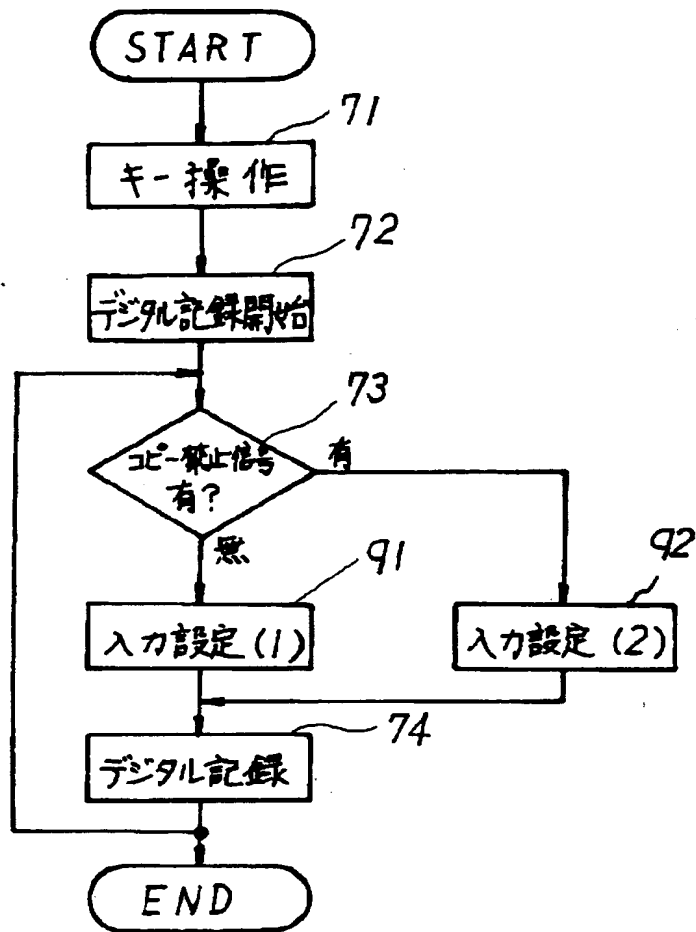 START
71
キー操作
72
デジタル記録開始
73
コピー禁止信号
有?
有
無
91
92
入力設定(1)
入力設定(2)
74
デジタル記録
END